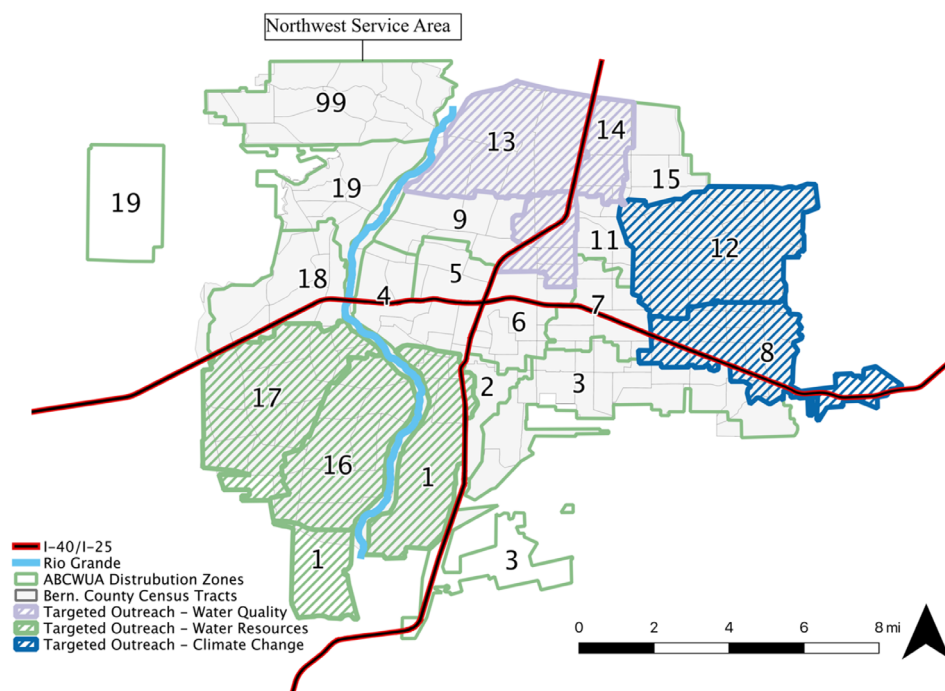 Northwest Service Area
99
13
14
19
15
19
9
11
12
18
5
4
7
6
8
2
3
17
16
1
1
3
I-40/I-25
Rio Grande
ABCWUA Distrubution Zones
Bern. County Census Tracts
Targeted Outreach - Water Quality
Targeted Outreach - Water Resources
Targeted Outreach - Climate Change
0 2 4 6 8 mi